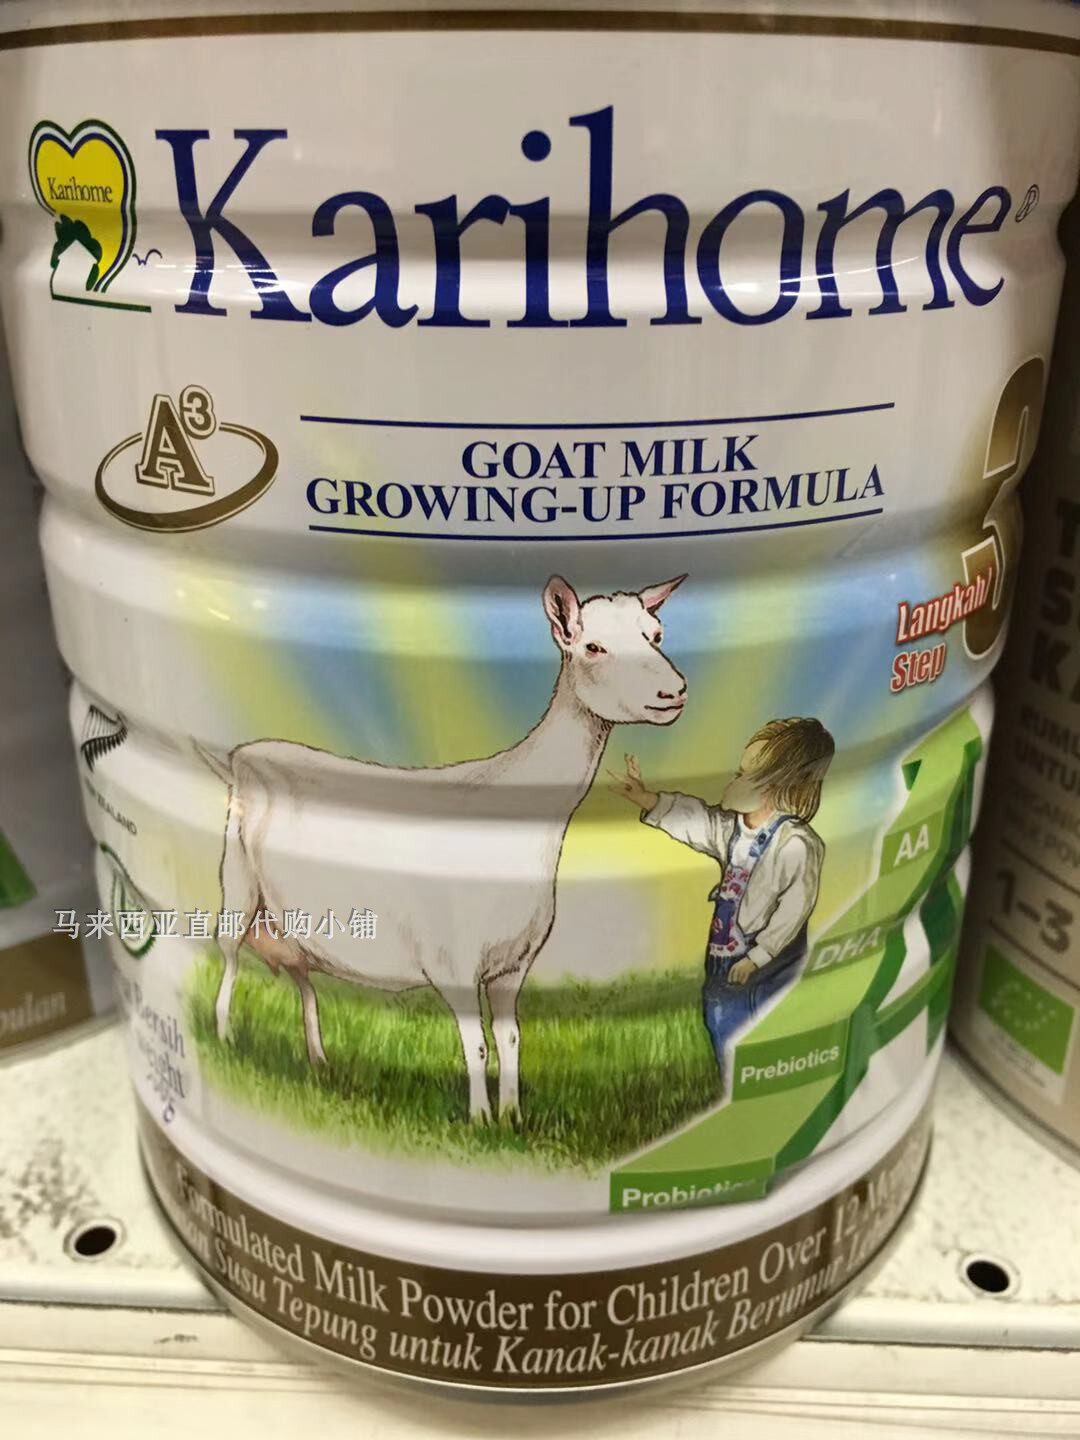 Karihome
Karihome®
A3
GOAT MILK
GROWING-UP FORMULA
3
Langkah/
Step
AA
DHA
Prebiotics
Probiotics
马来西亚直邮代购小铺
Bersih
Formulated Milk Powder for Children Over 12
Susu Tepung untuk Kanak-kanak Berumur
1-3